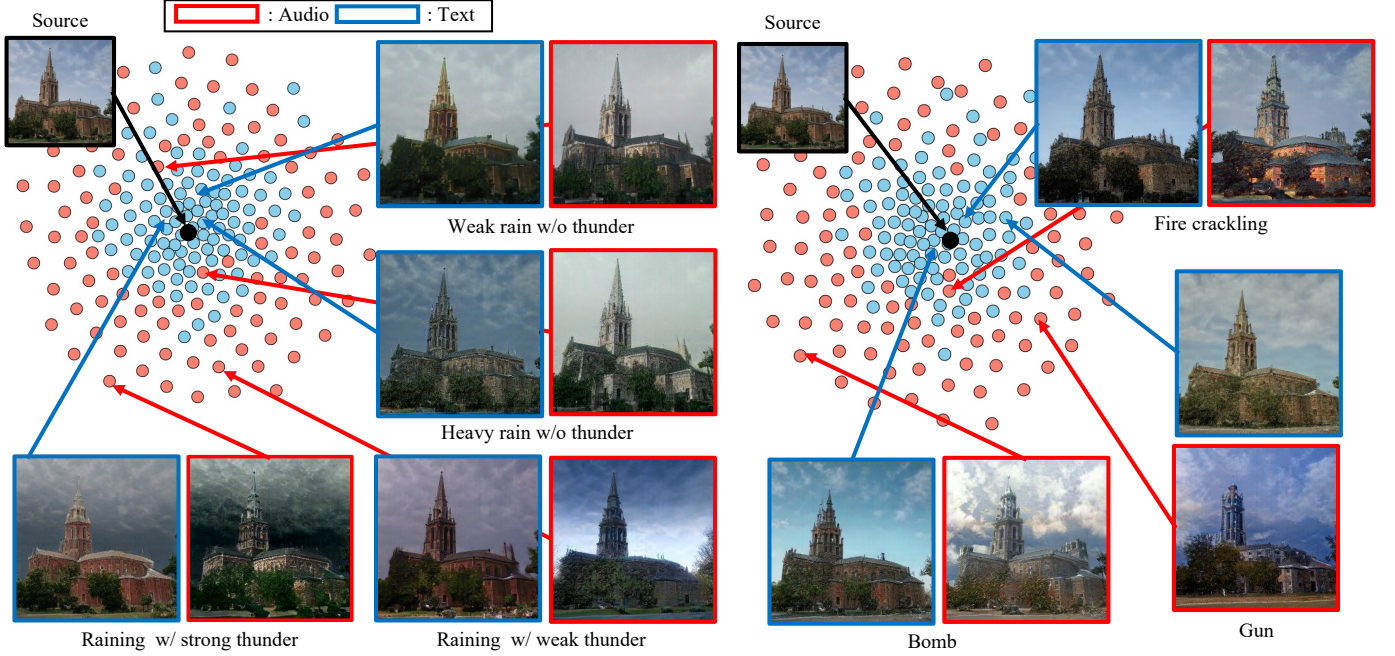 Source
: Audio
: Text
Source
Weak rain w/o thunder
Fire crackling
Heavy rain w/o thunder
Raining w/ strong thunder
Raining w/ weak thunder
Bomb
Gun